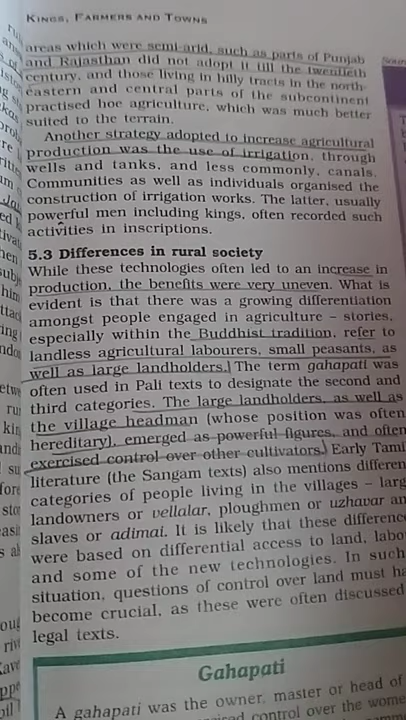 KINGS, FARMERS AND TOWNS
areas which were semi-arid, such as parts of Punjab
and Rajasthan did not adopt it till the twentieth
century, and those living in hilly tracts in the north-
eastern and central parts of the subcontinent
practised hoe agriculture, which was much better
suited to the terrain.
Another strategy adopted to increase agricultural
production was the use of irrigation, through
wells and tanks, and less commonly, canals.
Communities as well as individuals organised the
construction of irrigation works. The latter, usually
powerful men including kings, often recorded such
activities in inscriptions.
5.3 Differences in rural society
While these technologies often led to an increase in
production, the benefits were very uneven. What is
evident is that there was a growing differentiation
amongst people engaged in agriculture – stories,
especially within the Buddhist tradition, refer to
landless agricultural labourers, small peasants, as
well as large landholders. The term gahapati was
often used in Pali texts to designate the second and
third categories. The large landholders, as well as
the village headman (whose position was often
hereditary), emerged as powerful figures, and often
exercised control over other cultivators. Early Tami
literature (the Sangam texts) also mentions differen
categories of people living in the villages – larg
landowners or vellalar, ploughmen or uzhavar an
slaves or adimai. It is likely that these differenc
were based on differential access to land, labo
and some of the new technologies. In such
situation, questions of control over land must ha
become crucial, as these were often discussed
legal texts.
Gahapati
A gahapati was the owner, master or head of
control over the wome